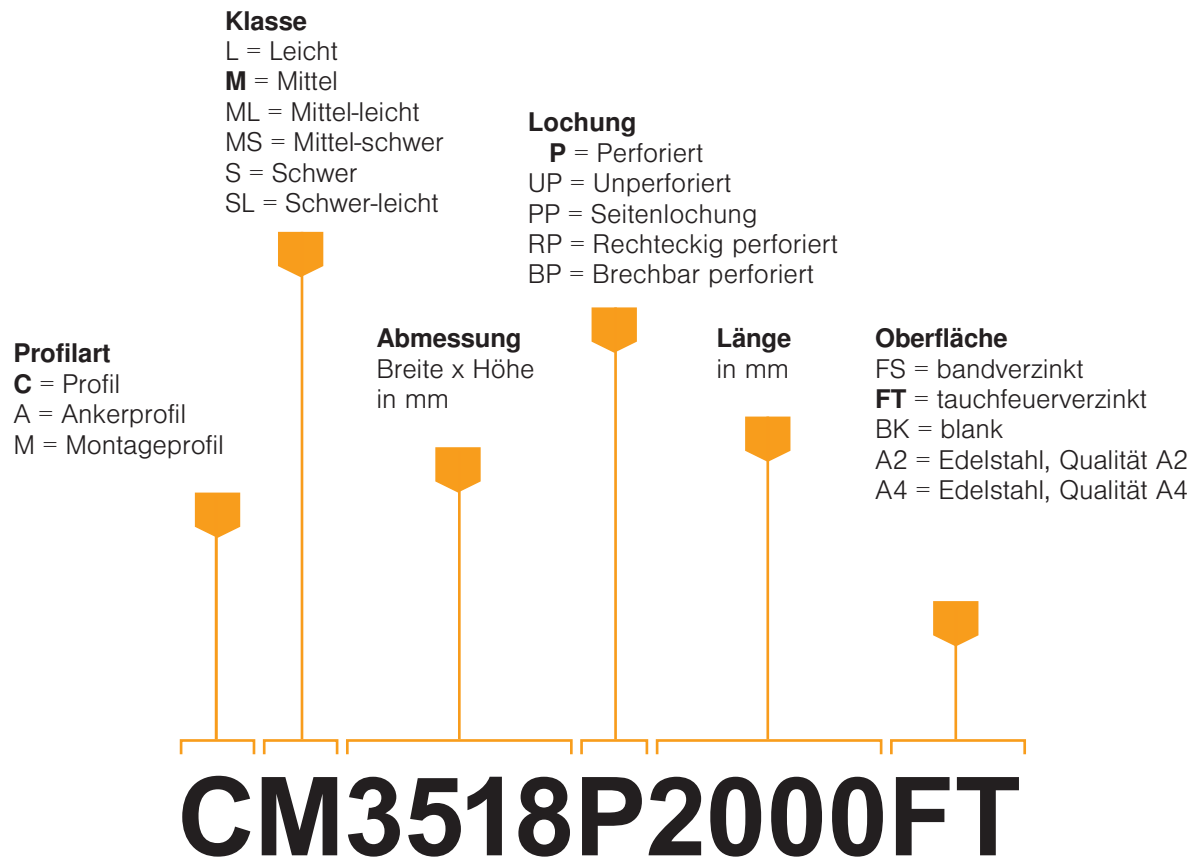 Klasse
L = Leicht
M = Mittel
ML = Mittel-leicht
MS = Mittel-schwer
S = Schwer
SL = Schwer-leicht
Lochung
P = Perforiert
UP = Unperforiert
PP = Seitenlochung
RP = Rechteckig perforiert
BP = Brechbar perforiert
Profilart
C = Profil
A = Ankerprofil
M = Montageprofil
Abmessung
Breite x Höhe
in mm
Länge
in mm
Oberfläche
FS = bandverzinkt
FT = tauchfeuerverzinkt
BK = blank
A2 = Edelstahl, Qualität A2
A4 = Edelstahl, Qualität A4
CM3518P2000FT